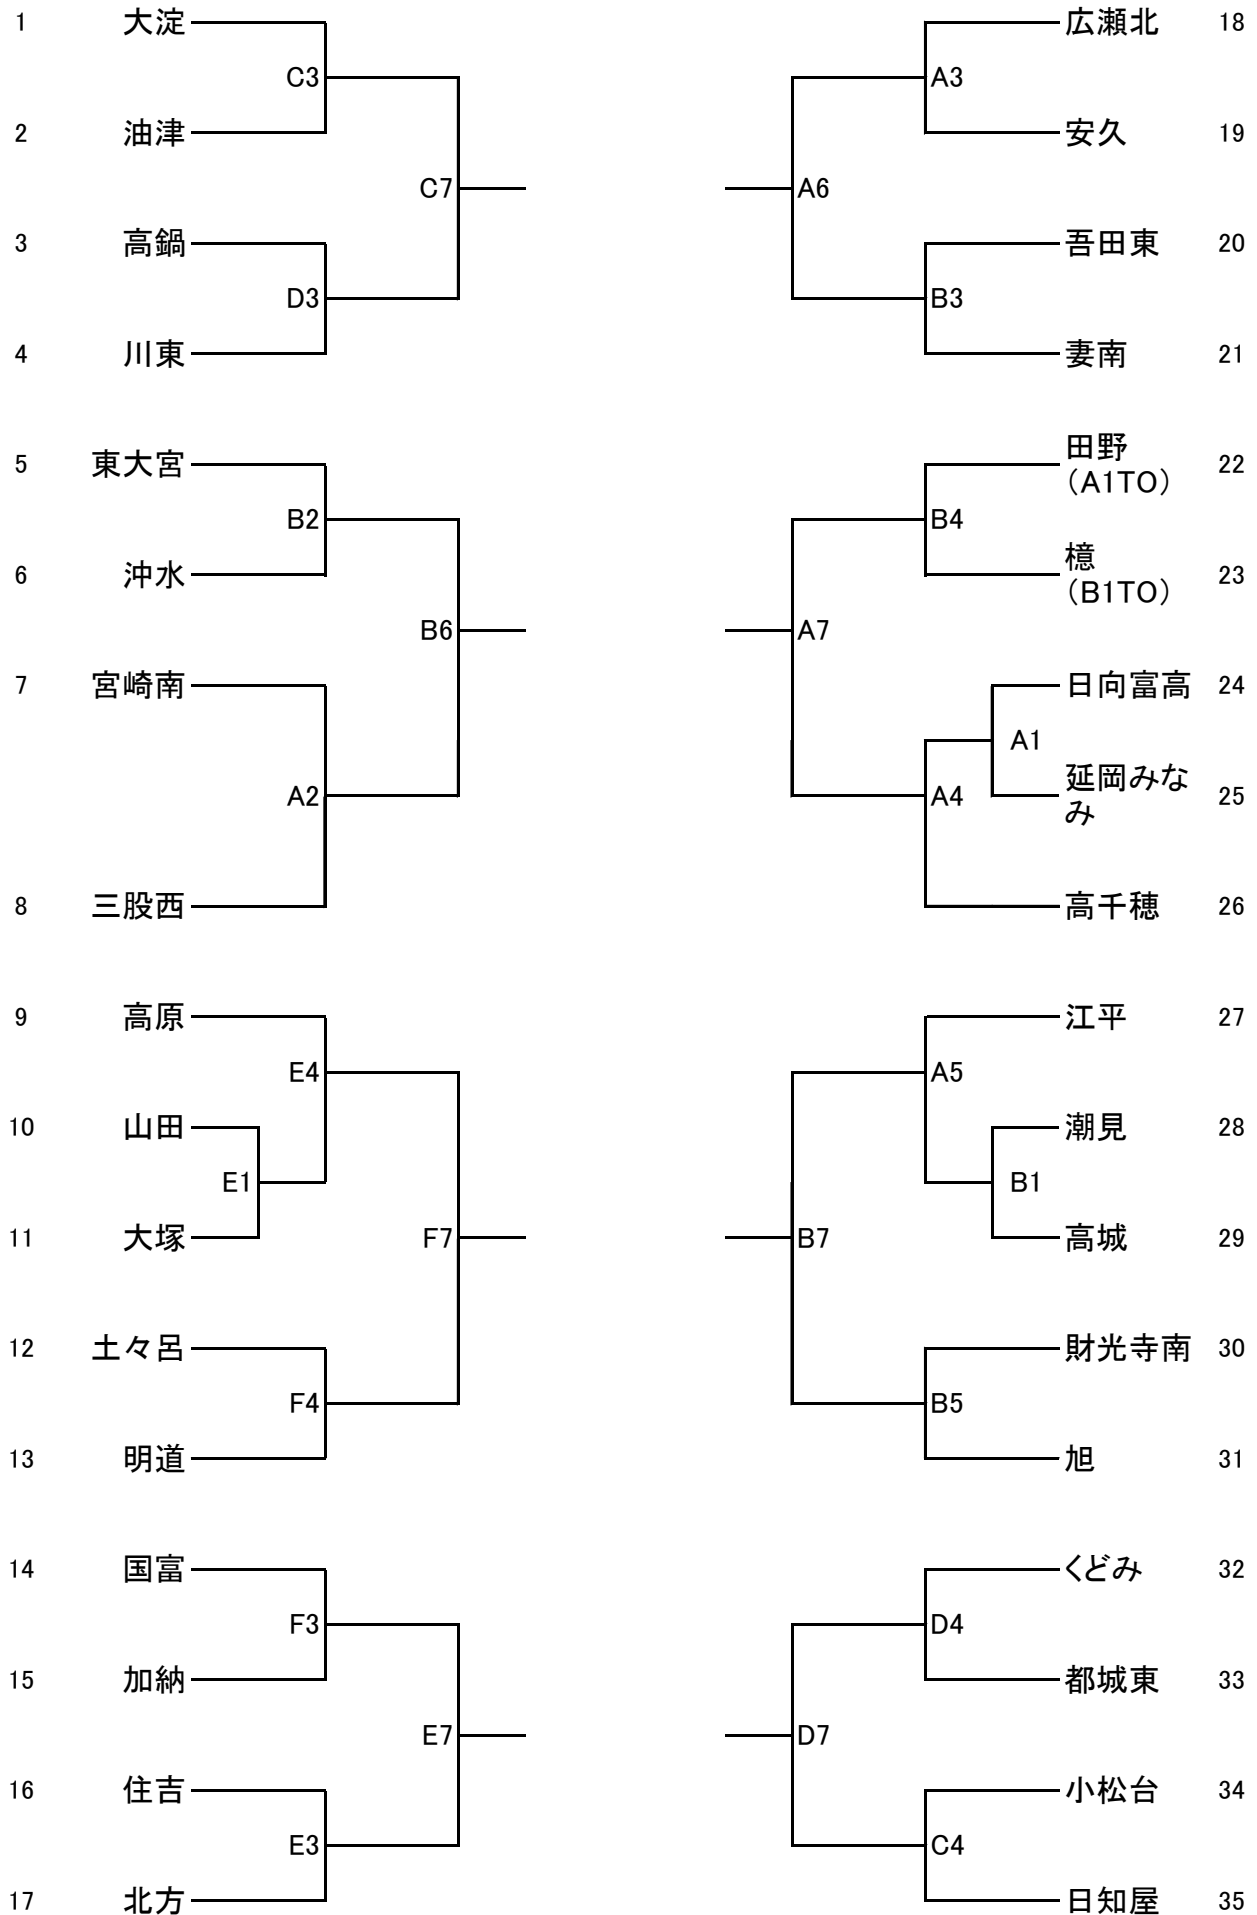 1 大淀
C3
2 油津
C7
3 高鍋
D3
4 川東
5 東大宮
B2
6 沖水
B6
7 宮崎南
A2
8 三股西
9 高原
E4
10 山田
E1
11 大塚
F7
12 土々呂
F4
13 明道
14 国富
F3
15 加納
E7
16 住吉
E3
17 北方
広瀬北 18
A3
安久 19
A6
吾田東 20
B3
妻南 21
田野
（A1TO） 22
B4
檍
（B1TO） 23
A7
日向富高 24
A1
延岡みな
み 25
A4
高千穂 26
江平 27
A5
潮見 28
B1
高城 29
B7
財光寺南 30
B5
旭 31
くどみ 32
D4
都城東 33
D7
小松台 34
C4
日知屋 35